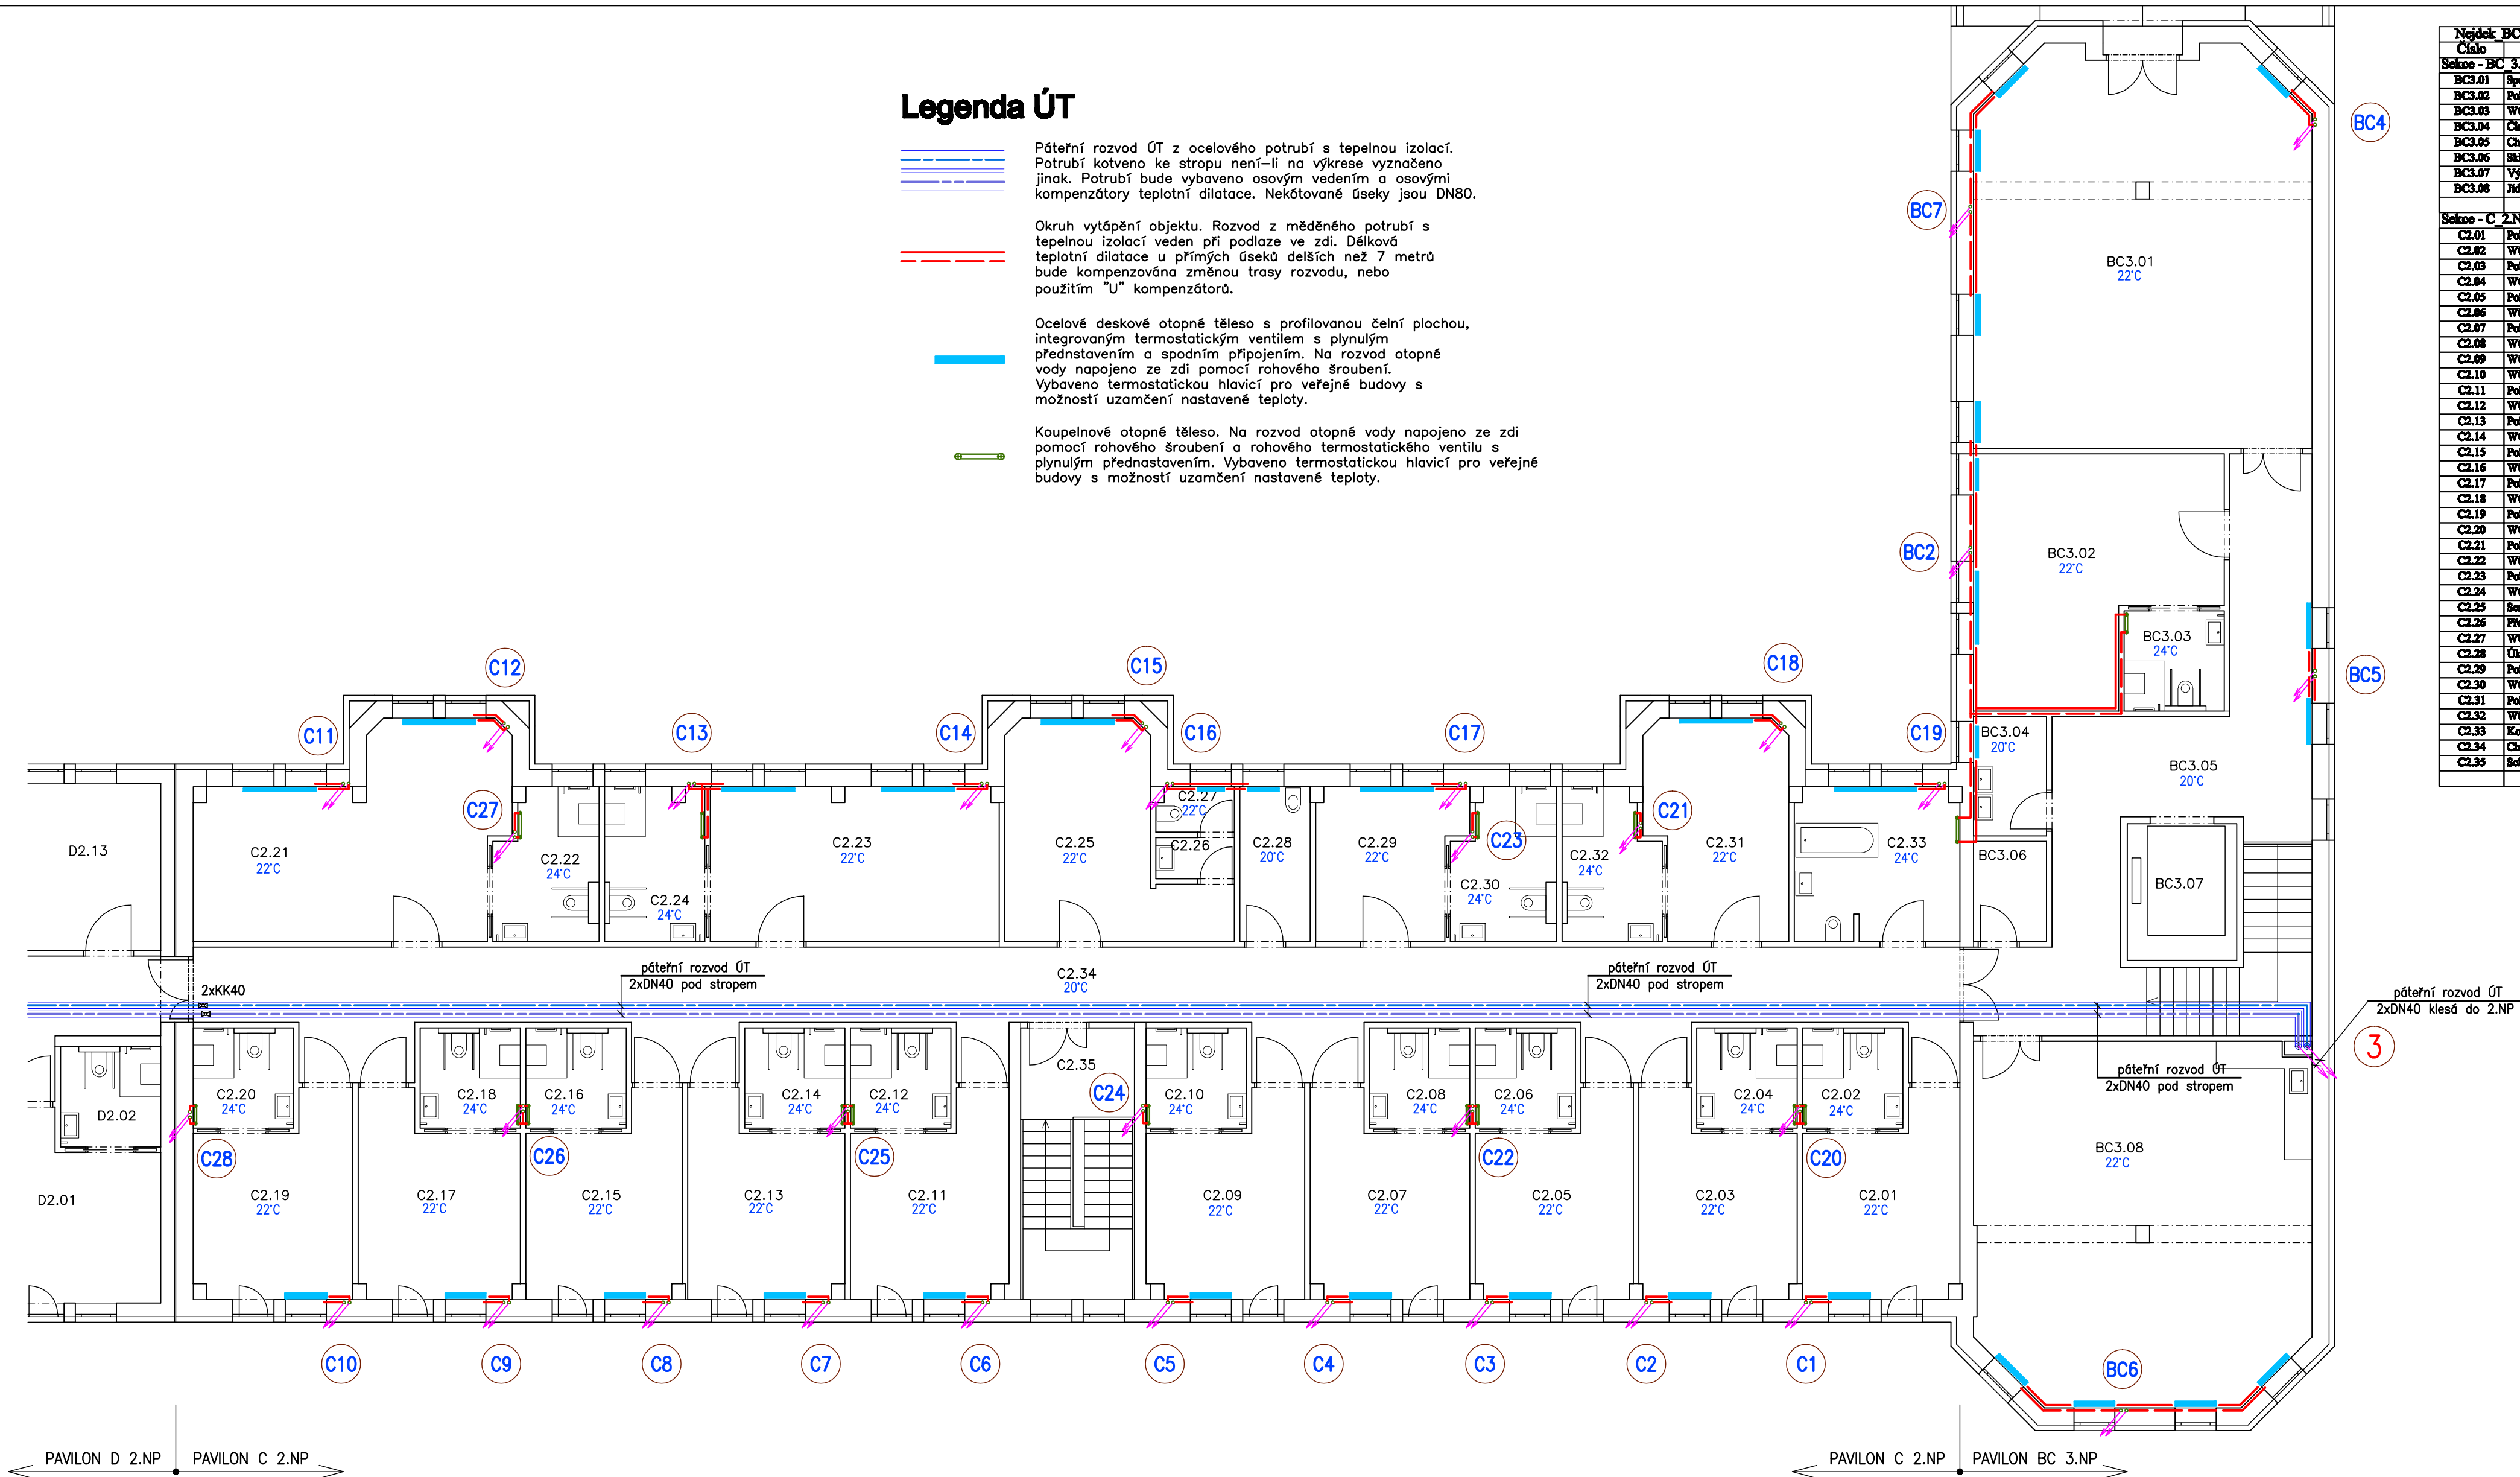 Legenda ÚT
Páteřní rozvod ÚT z ocelového potrubí s tepelnou izolací.
Potrubí kotveno ke stropu není–li na výkrese vyznačeno
jinak. Potrubí bude vybaveno osovým vedením a osovými
kompenzátory teplotní dilatace. Nekótované úseky jsou DN80.
Okruh vytápění objektu. Rozvod z měděného potrubí s
tepelnou izolací veden při podlaze ve zdi. Délková
teplotní dilatace u přímých úseků delších než 7 metrů
bude kompenzována změnou trasy rozvodu, nebo
použitím "U" kompenzátorů.
Ocelové deskové otopné těleso s profilovanou čelní plochou,
integrovaným termostatickým ventilem s plynulým
přednstavením a spodním připojením. Na rozvod otopné
vody napojeno ze zdi pomocí rohového šroubení.
Vybaveno termostatickou hlavicí pro veřejné budovy s
možností uzamčení nastavené teploty.
Koupelnové otopné těleso. Na rozvod otopné vody napojeno ze zdi
pomocí rohového šroubení a rohového termostatického ventilu s
plynulým přednastavením. Vybaveno termostatickou hlavicí pro veřejné
budovy s možností uzamčení nastavené teploty.
Nejdek_BC
Číslo
Sekce - BC_3.
BC3.01
BC3.02
BC3.03
BC3.04
BC3.05
BC3.06
BC3.07
BC3.08
Sekce - C_2.N
C2.01
C2.02
C2.03
C2.04
C2.05
C2.06
C2.07
C2.08
C2.09
C2.10
C2.11
C2.12
C2.13
C2.14
C2.15
C2.16
C2.17
C2.18
C2.19
C2.20
C2.21
C2.22
C2.23
C2.24
C2.25
C2.26
C2.27
C2.28
C2.29
C2.30
C2.31
C2.32
C2.33
C2.34
C2.35
BC4
BC7
BC3.01
22°C
BC2
BC3.02
22°C
BC3.03
24°C
BC5
BC3.04
20°C
BC3.05
20°C
BC3.06
BC3.07
C12
C15
C18
C11
C13
C14
C16
C17
C19
C27
C23
C21
D2.13
C2.21
22°C
C2.22
24°C
C2.24
24°C
C2.23
22°C
C2.25
22°C
C2.27
22°C
C2.26
C2.28
20°C
C2.29
22°C
C2.30
24°C
C2.32
24°C
C2.31
22°C
C2.33
24°C
2xKK40
páteřní rozvod ÚT
2xDN40 pod stropem
C2.34
20°C
páteřní rozvod ÚT
2xDN40 pod stropem
páteřní rozvod ÚT
2xDN40 klesá do 2.NP
3
páteřní rozvod ÚT
2xDN40 pod stropem
D2.02
C2.20
24°C
C2.18
24°C
C2.16
24°C
C2.14
24°C
C2.12
24°C
C2.35
C24
C2.10
24°C
C2.08
24°C
C2.06
24°C
C2.04
24°C
C2.02
24°C
C28
C26
C25
C22
C20
BC3.08
22°C
D2.01
C2.19
22°C
C2.17
22°C
C2.15
22°C
C2.13
22°C
C2.11
22°C
C2.09
22°C
C2.07
22°C
C2.05
22°C
C2.03
22°C
C2.01
22°C
C10
C9
C8
C7
C6
C5
C4
C3
C2
C1
BC6
PAVILON D 2.NP
PAVILON C 2.NP
PAVILON C 2.NP
PAVILON BC 3.NP